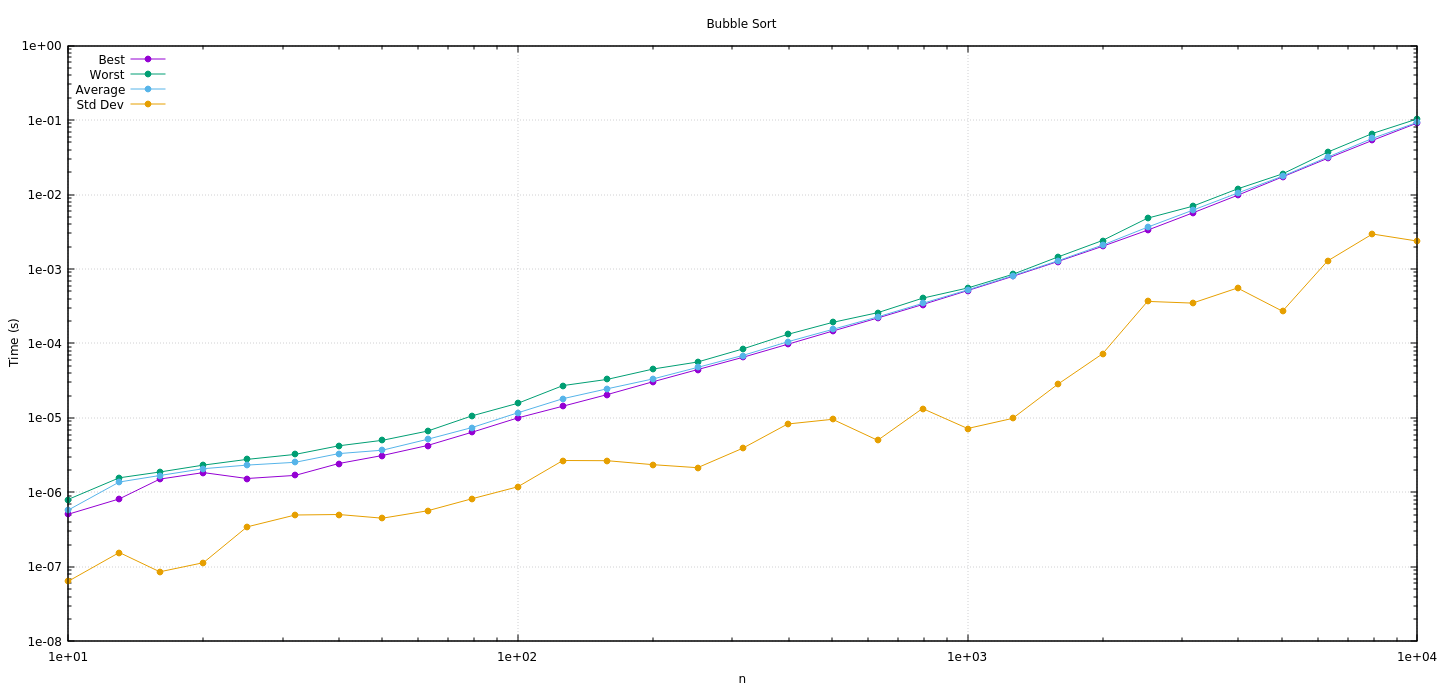 Bubble Sort
1e+00
Best
Worst
Average
Std Dev
1e-01
1e-02
1e-03
1e-04
Time (s)
1e-05
1e-06
1e-07
1e-08
1e+01 1e+02 1e+03 1e+04
n